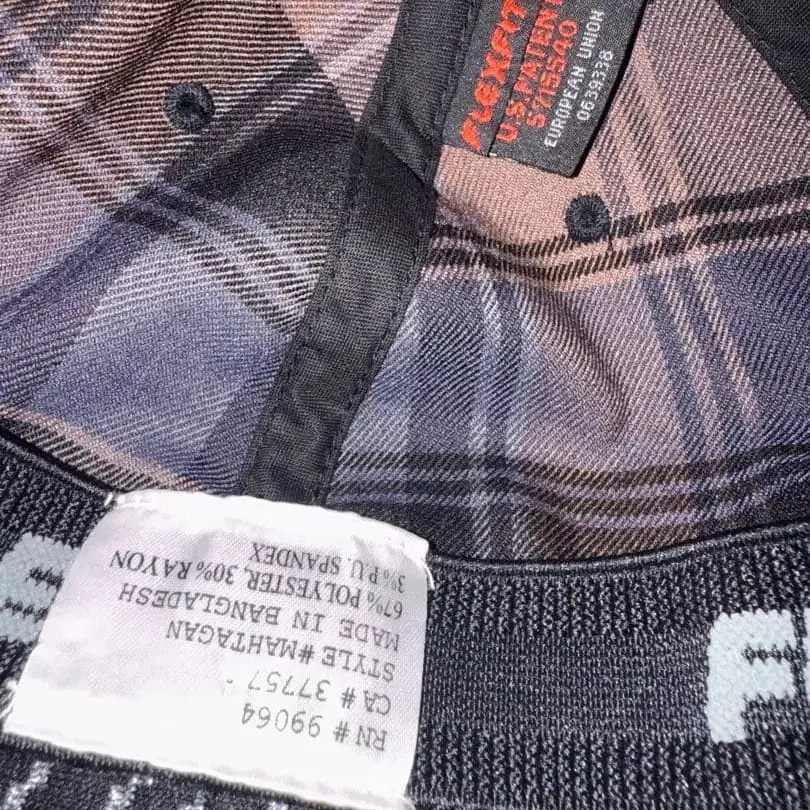 FLEXFIT
U.S.PATENT
5715540
EUROPEAN UNION
0639338
RN # 99064
CA # 37757
STYLE #MAHTAGAN
MADE IN BANGLADESH
67% POLYESTER, 30% RAYON
3% P.U. SPANDEX
F